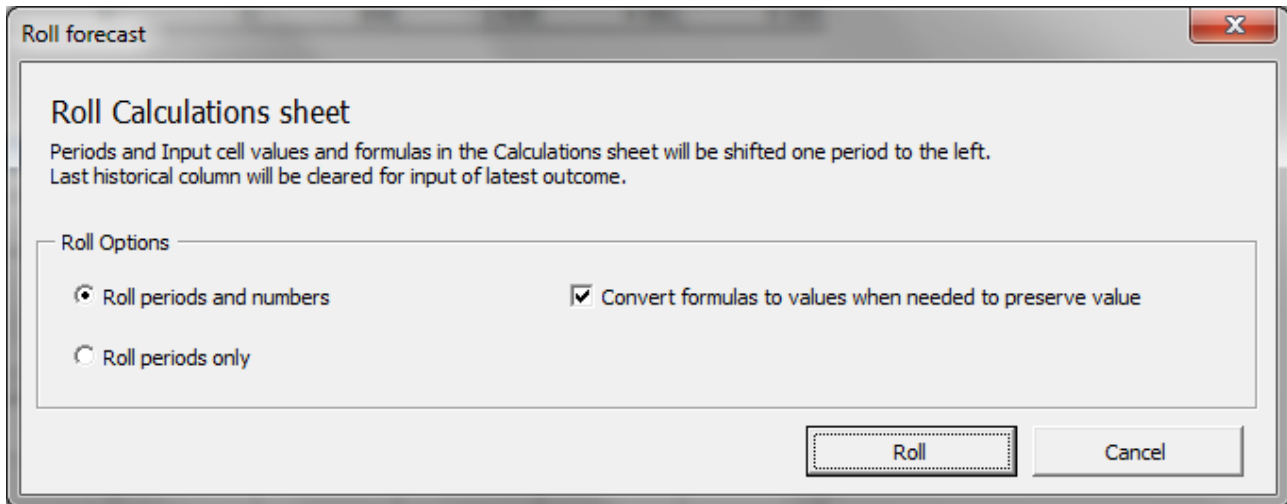 Roll forecast
Roll Calculations sheet
Periods and Input cell values and formulas in the Calculations sheet will be shifted one period to the left.
Last historical column will be cleared for input of latest outcome.
Roll Options
Roll periods and numbers
Convert formulas to values when needed to preserve value
Roll periods only
Roll
Cancel